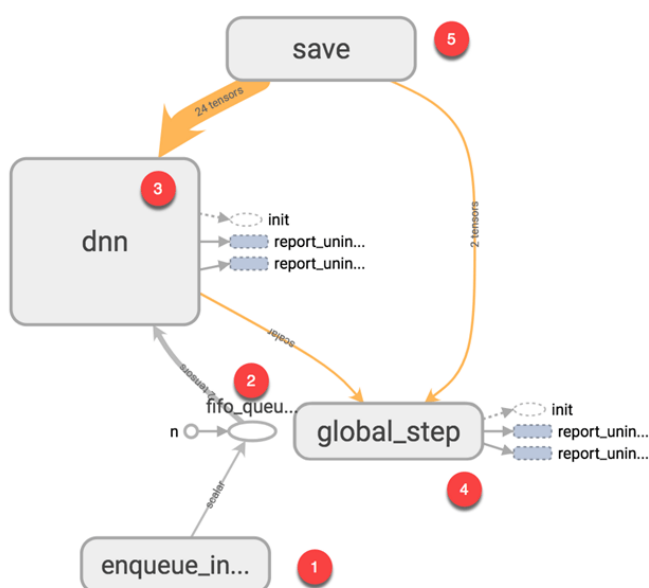 save
5
24 tensors
3
dnn
init
report_unin...
report_unin...
2 tensors
scalar
2 tensors
2
fifo_queu...
n
global_step
init
report_unin...
report_unin...
4
scalar
enqueue_in...
1